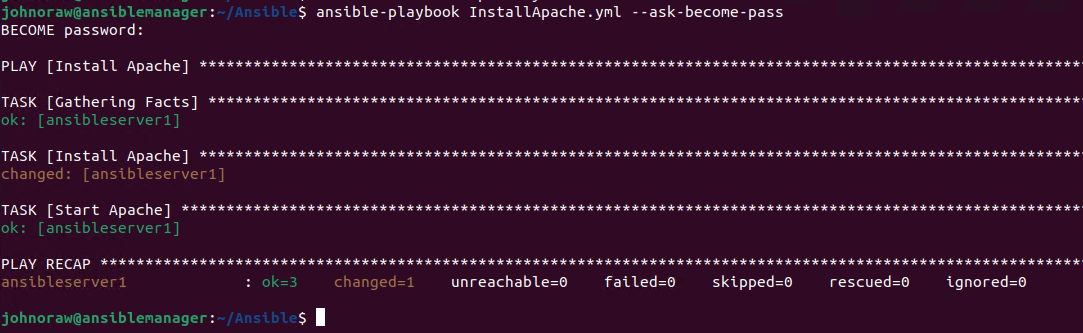 johnoraw@ansiblemanager:~/Ansible$ ansible-playbook InstallApache.yml --ask-become-pass
BECOME password:
PLAY [Install Apache] **************************************************************************************************
TASK [Gathering Facts] *************************************************************************************************
ok: [ansibleserver1]
TASK [Install Apache] **************************************************************************************************
changed: [ansibleserver1]
TASK [Start Apache] ****************************************************************************************************
ok: [ansibleserver1]
PLAY RECAP *************************************************************************************************************
ansibleserver1 : ok=3 changed=1 unreachable=0 failed=0 skipped=0 rescued=0 ignored=0
johnoraw@ansiblemanager:~/Ansible$